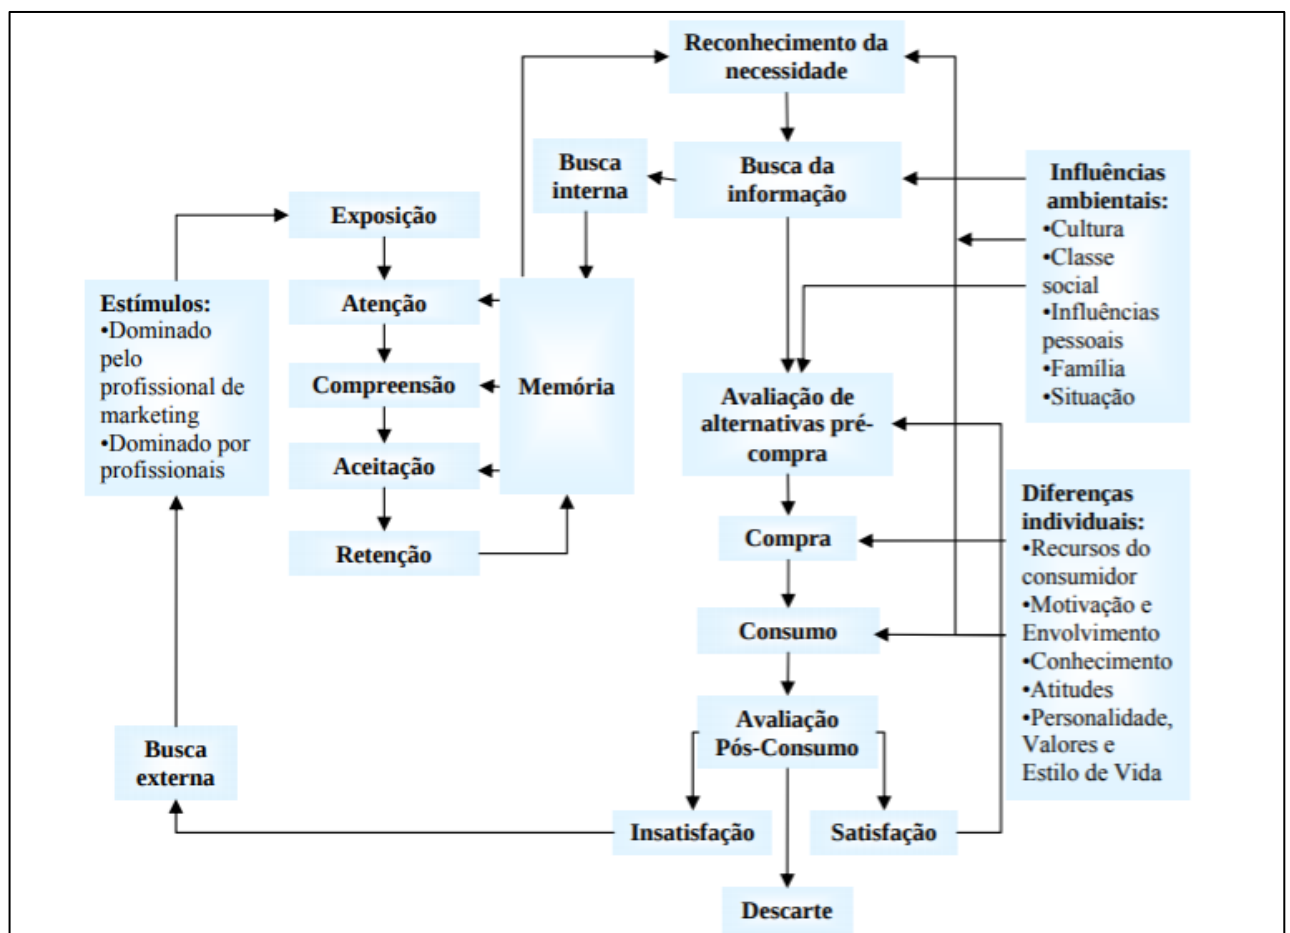 Reconhecimento da
necessidade
Busca da
informação
Busca
interna
Exposição
Atenção
Compreensão
Aceitação
Retenção
Memória
Estímulos:
•Dominado
pelo
profissional de
marketing
•Dominado por
profissionais
Influências
ambientais:
•Cultura
•Classe
social
•Influências
pessoais
•Família
•Situação
Avaliação de
alternativas pré-
compra
Compra
Consumo
Avaliação
Pós-Consumo
Diferenças
individuais:
•Recursos do
consumidor
•Motivação e
Envolvimento
•Conhecimento
•Atitudes
•Personalidade,
Valores e
Estilo de Vida
Busca
externa
Insatisfação
Satisfação
Descarte